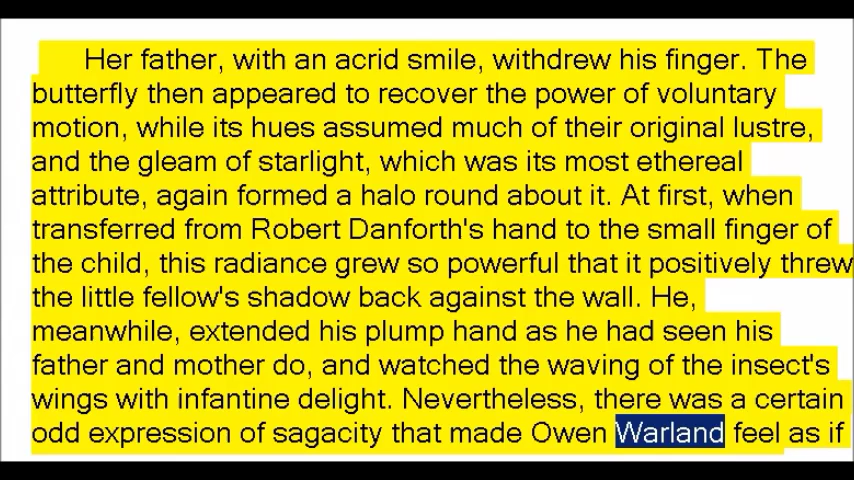 Her father, with an acrid smile, withdrew his finger. The
butterfly then appeared to recover the power of voluntary
motion, while its hues assumed much of their original lustre,
and the gleam of starlight, which was its most ethereal
attribute, again formed a halo round about it. At first, when
transferred from Robert Danforth's hand to the small finger of
the child, this radiance grew so powerful that it positively threw
the little fellow's shadow back against the wall. He,
meanwhile, extended his plump hand as he had seen his
father and mother do, and watched the waving of the insect's
wings with infantine delight. Nevertheless, there was a certain
odd expression of sagacity that made Owen Warland feel as if